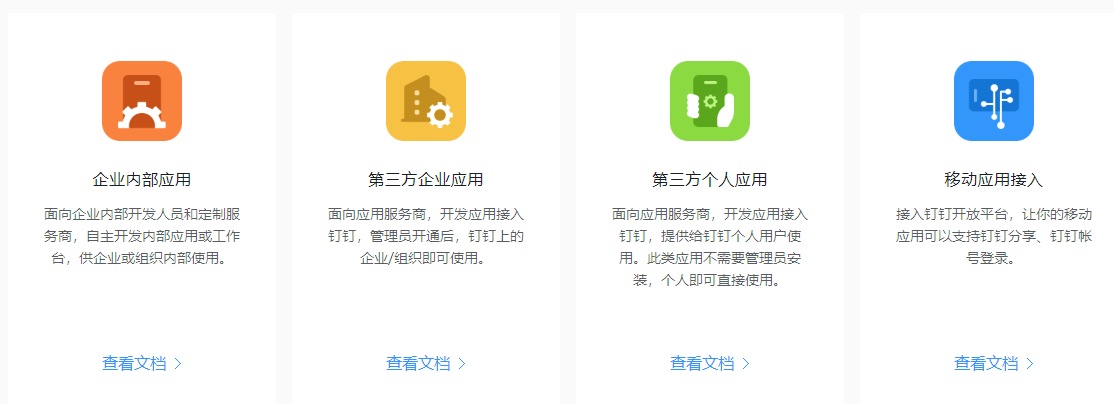 企业内部应用
面向企业内部开发人员和定制服
务商，自主开发内部应用或工作
台，供企业或组织内部使用。
查看文档
第三方企业应用
面向应用服务商，开发应用接入
钉钉，管理员开通后，钉钉上的
企业/组织即可使用。
查看文档
第三方个人应用
面向应用服务商，开发应用接入
钉钉，提供给钉钉个人用户使
用。此类应用不需要管理员安
装，个人即可直接使用。
查看文档
移动应用接入
接入钉钉开放平台，让你的移动
应用可以支持钉钉分享、钉钉帐
号登录。
查看文档